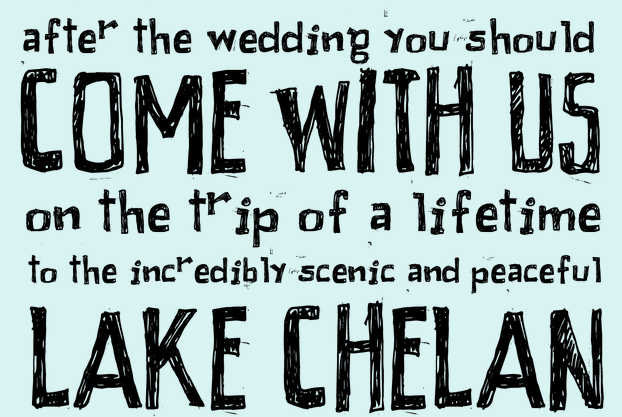 after the wedding you should
COME WITH US
on the trip of a lifetime
to the incredibly scenic and peaceful
LAKE CHELAN